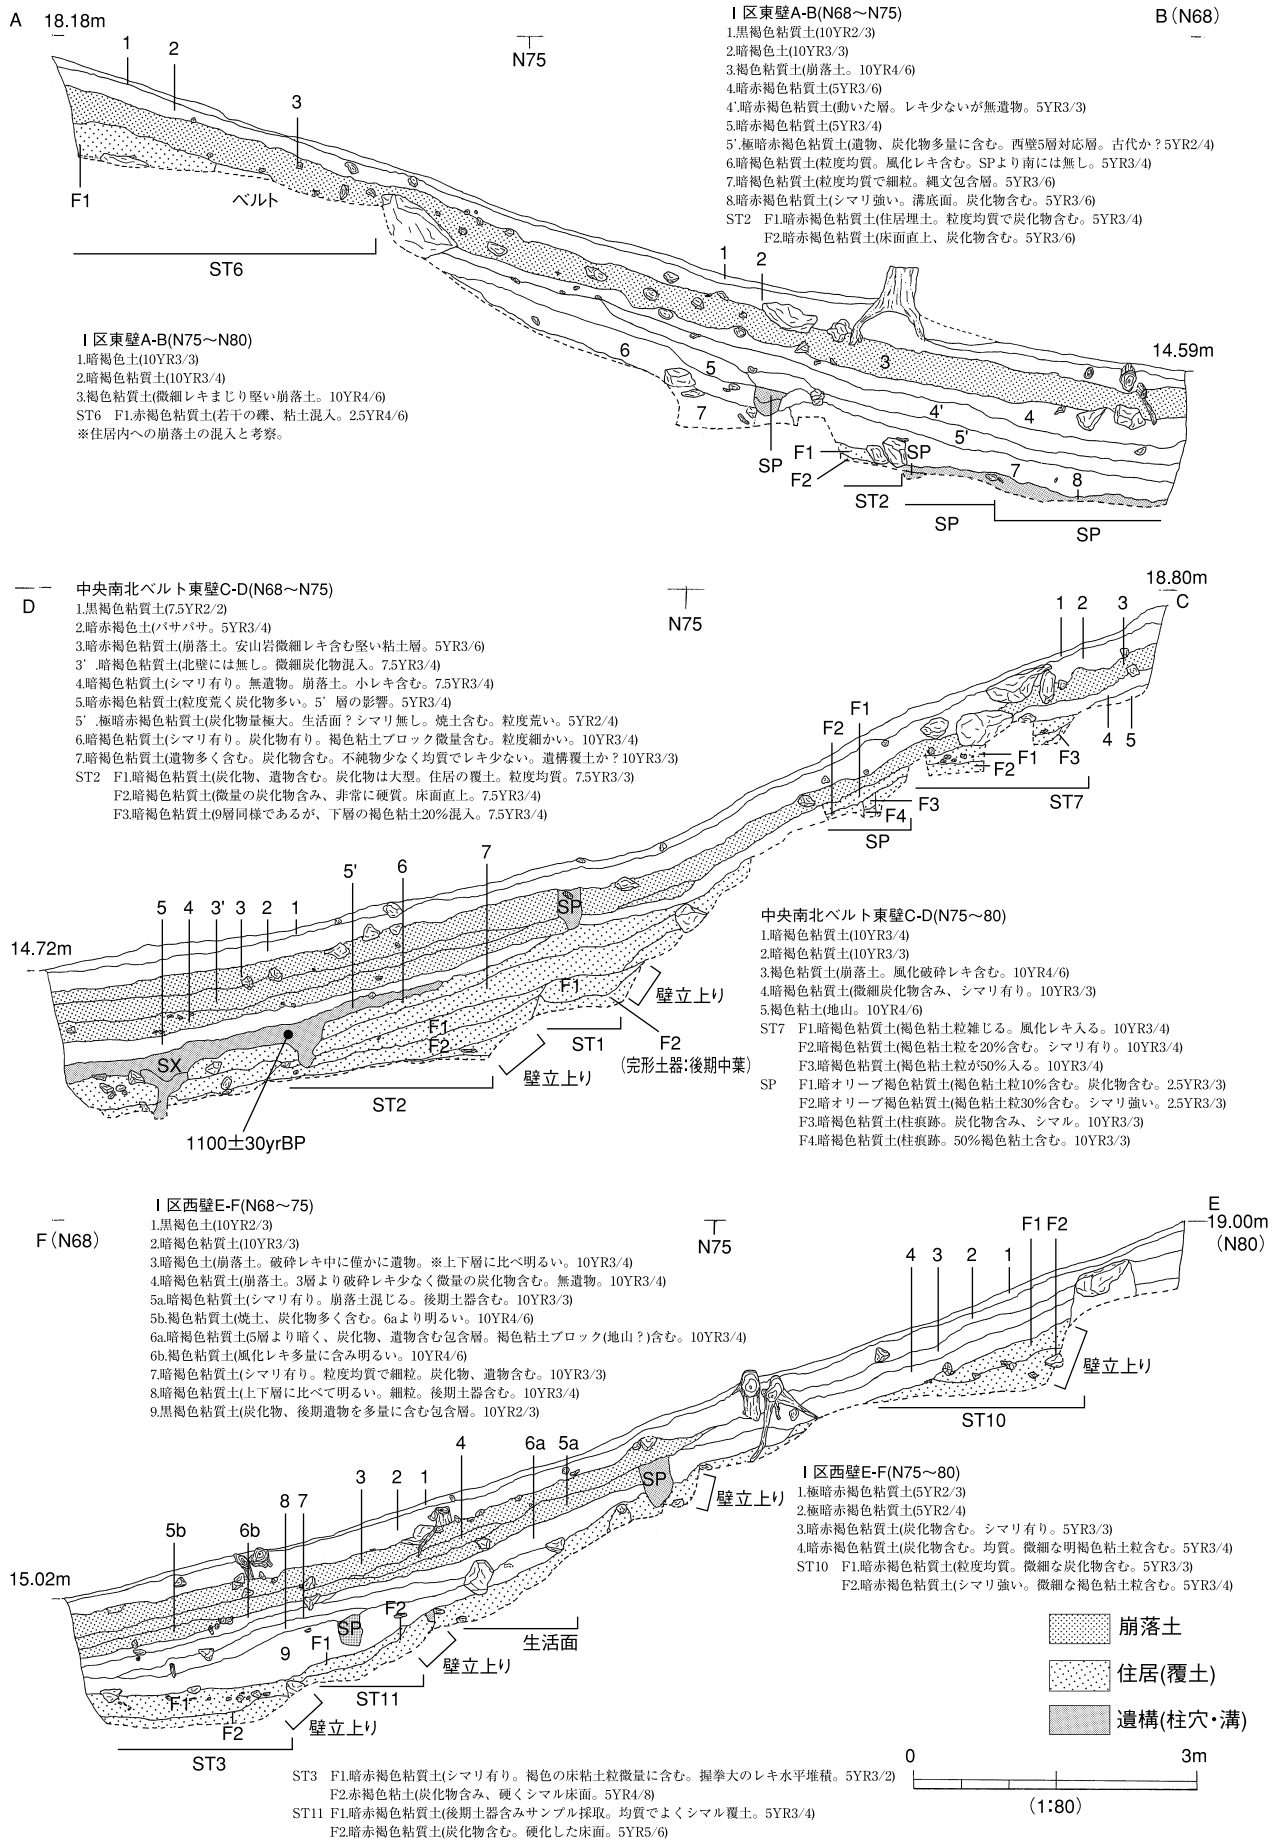 A
18.18m
N75
B(N68)
Ⅰ区東壁A-B(N68～N75)
1.黒褐色粘質土(10YR2/3)
2.暗褐色土(10YR3/3)
3.褐色粘質土(崩落土。10YR4/6)
4.暗赤褐色粘質土(5YR3/6)
4'.暗赤褐色粘質土(動いた層。レキ少ないが無遺物。5YR3/3)
5.暗赤褐色粘質土(5YR3/4)
5'.極暗赤褐色粘質土(遺物、炭化物多量に含む。西壁5層対応層。古代か？5YR2/4)
6.暗褐色粘質土(粒度均質。風化レキ含む。SPより南には無し。5YR3/4)
7.暗褐色粘質土(粒度均質で細粒。縄文包含層。5YR3/6)
8.暗赤褐色粘質土(シマリ強い。溝底面。炭化物含む。5YR3/6)
ST2 F1.暗赤褐色粘質土(住居埋土。粒度均質で炭化物含む。5YR3/4)
F2.暗赤褐色粘質土(床面直上、炭化物含む。5YR3/6)
1 2 3
F1
ベルト
ST6
1 2
Ⅰ区東壁A-B(N75～N80)
1.暗褐色土(10YR3/3)
2.暗褐色粘質土(10YR3/4)
3.褐色粘質土(微細レキまじり堅い崩落土。10YR4/6)
ST6 F1.赤褐色粘質土(若干の礫、粘土混入。2.5YR4/6)
※住居内への崩落土の混入と考察。
14.59m
6 5 3
7 4' 4
5'
SP F1 SP
F2 7 8
ST2
SP
SP
D
中央南北ベルト東壁C-D(N68～N75)
1.黒褐色粘質土(7.5YR2/2)
2.暗赤褐色土(パサパサ。5YR3/4)
3.暗赤褐色粘質土(崩落土。安山岩微細レキ含む堅い粘土層。5YR3/6)
3'.暗褐色粘質土(北壁には無し。微細炭化物混入。7.5YR3/4)
4.暗褐色粘質土(シマリ有り。無遺物。崩落土。小レキ含む。7.5YR3/4)
5.暗赤褐色粘質土(粒度荒く炭化物多い。5'層の影響。5YR3/4)
5'.極暗赤褐色粘質土(炭化物量極大。生活面？シマリ無し。焼土含む。粒度荒い。5YR2/4)
6.暗褐色粘質土(シマリ有り。炭化物有り。褐色粘土ブロック微量含む。粒度細かい。10YR3/4)
7.暗褐色粘質土(遺物多く含む。炭化物含む。不純物少なく均質でレキ少ない。遺構覆土か？10YR3/3)
ST2 F1.暗褐色粘質土(炭化物、遺物含む。炭化物は大型。住居の覆土。粒度均質。7.5YR3/3)
F2.暗褐色粘質土(微量の炭化物含み、非常に硬質。床面直上。7.5YR3/4)
F3.暗褐色粘質土(9層同様であるが、下層の褐色粘土20%混入。7.5YR3/4)
N75
18.80m
C
1 2 3
F2 F1
F1 F3 4 5
F2
F3
F4
ST7
SP
5 4 3' 3 2 1 5' 6 7
SP
14.72m
F1
壁立上り
F1
F2
SX
ST1
F2
(完形土器:後期中葉)
壁立上り
ST2
1100±30yrBP
中央南北ベルト東壁C-D(N75～80)
1.暗褐色粘質土(10YR3/4)
2.暗褐色粘質土(10YR3/3)
3.褐色粘質土(崩落土。風化破砕レキ含む。10YR4/6)
4.暗褐色粘質土(微細炭化物含み、シマリ有り。10YR3/3)
5.褐色粘土(地山。10YR4/6)
ST7 F1.暗褐色粘質土(褐色粘土粒雑じる。風化レキ入る。10YR3/4)
F2.暗褐色粘質土(褐色粘土粒を20%含む。シマリ有り。10YR3/4)
F3.暗褐色粘質土(褐色粘土粒が50%入る。10YR3/4)
SP F1.暗オリーブ褐色粘質土(褐色粘土粒10%含む。炭化物含む。2.5YR3/3)
F2.暗オリーブ褐色粘質土(褐色粘土粒30%含む。シマリ強い。2.5YR3/3)
F3.暗褐色粘質土(柱痕跡。炭化物含み、シマル。10YR3/3)
F4.暗褐色粘質土(柱痕跡。50%褐色粘土含む。10YR3/3)
F(N68)
Ⅰ区西壁E-F(N68～75)
1.黒褐色土(10YR2/3)
2.暗褐色粘質土(10YR3/3)
3.暗褐色土(崩落土。破砕レキ中に僅かに遺物。※上下層に比べ明るい。10YR3/4)
4.暗褐色粘質土(崩落土。3層より破砕レキ少なく微量の炭化物含む。無遺物。10YR3/4)
5a.暗褐色粘質土(シマリ有り。崩落土混じる。後期土器含む。10YR3/3)
5b.褐色粘質土(焼土、炭化物多く含む。6aより明るい。10YR4/6)
6a.暗褐色粘質土(5層より暗く、炭化物、遺物含む包含層。褐色粘土ブロック(地山？)含む。10YR3/4)
6b.褐色粘質土(風化レキ多量に含み明るい。10YR4/6)
7.暗褐色粘質土(シマリ有り。粒度均質で細粒。炭化物、遺物含む。10YR3/3)
8.暗褐色粘質土(上下層に比べて明るい。細粒。後期土器含む。10YR3/4)
9.黒褐色粘質土(炭化物、後期遺物を多量に含む包含層。10YR2/3)
N75
E
19.00m
(N80)
4 3 2 1 F1 F2
壁立上り
ST10
5b 6b 8 7 3 2 1 4 6a 5a
SP
壁立上り
15.02m
SP F2
9 F1
生活面
壁立上り
ST11
F1
F2
壁立上り
ST3
Ⅰ区西壁E-F(N75～80)
1.極暗赤褐色粘質土(5YR2/3)
2.極暗赤褐色粘質土(5YR2/4)
3.暗赤褐色粘質土(炭化物含む。シマリ有り。5YR3/3)
4.暗赤褐色粘質土(炭化物含む。均質。微細な明褐色粘土粒含む。5YR3/4)
ST10 F1.暗赤褐色粘質土(粒度均質。微細な炭化物含む。5YR3/3)
F2.暗赤褐色粘質土(シマリ強い。微細な褐色粘土粒含む。5YR3/4)
崩落土
住居(覆土)
遺構(柱穴・溝)
ST3 F1.暗赤褐色粘質土(シマリ有り。褐色の床粘土粒微量に含む。握拳大のレキ水平堆積。5YR3/2)
F2.赤褐色粘土(炭化物含み、硬くシマル床面。5YR4/8)
ST11 F1.暗赤褐色粘質土(後期土器含みサンプル採取。均質でよくシマル覆土。5YR3/4)
F2.暗赤褐色粘質土(炭化物含む。硬化した床面。5YR5/6)
0 3m
(1:80)